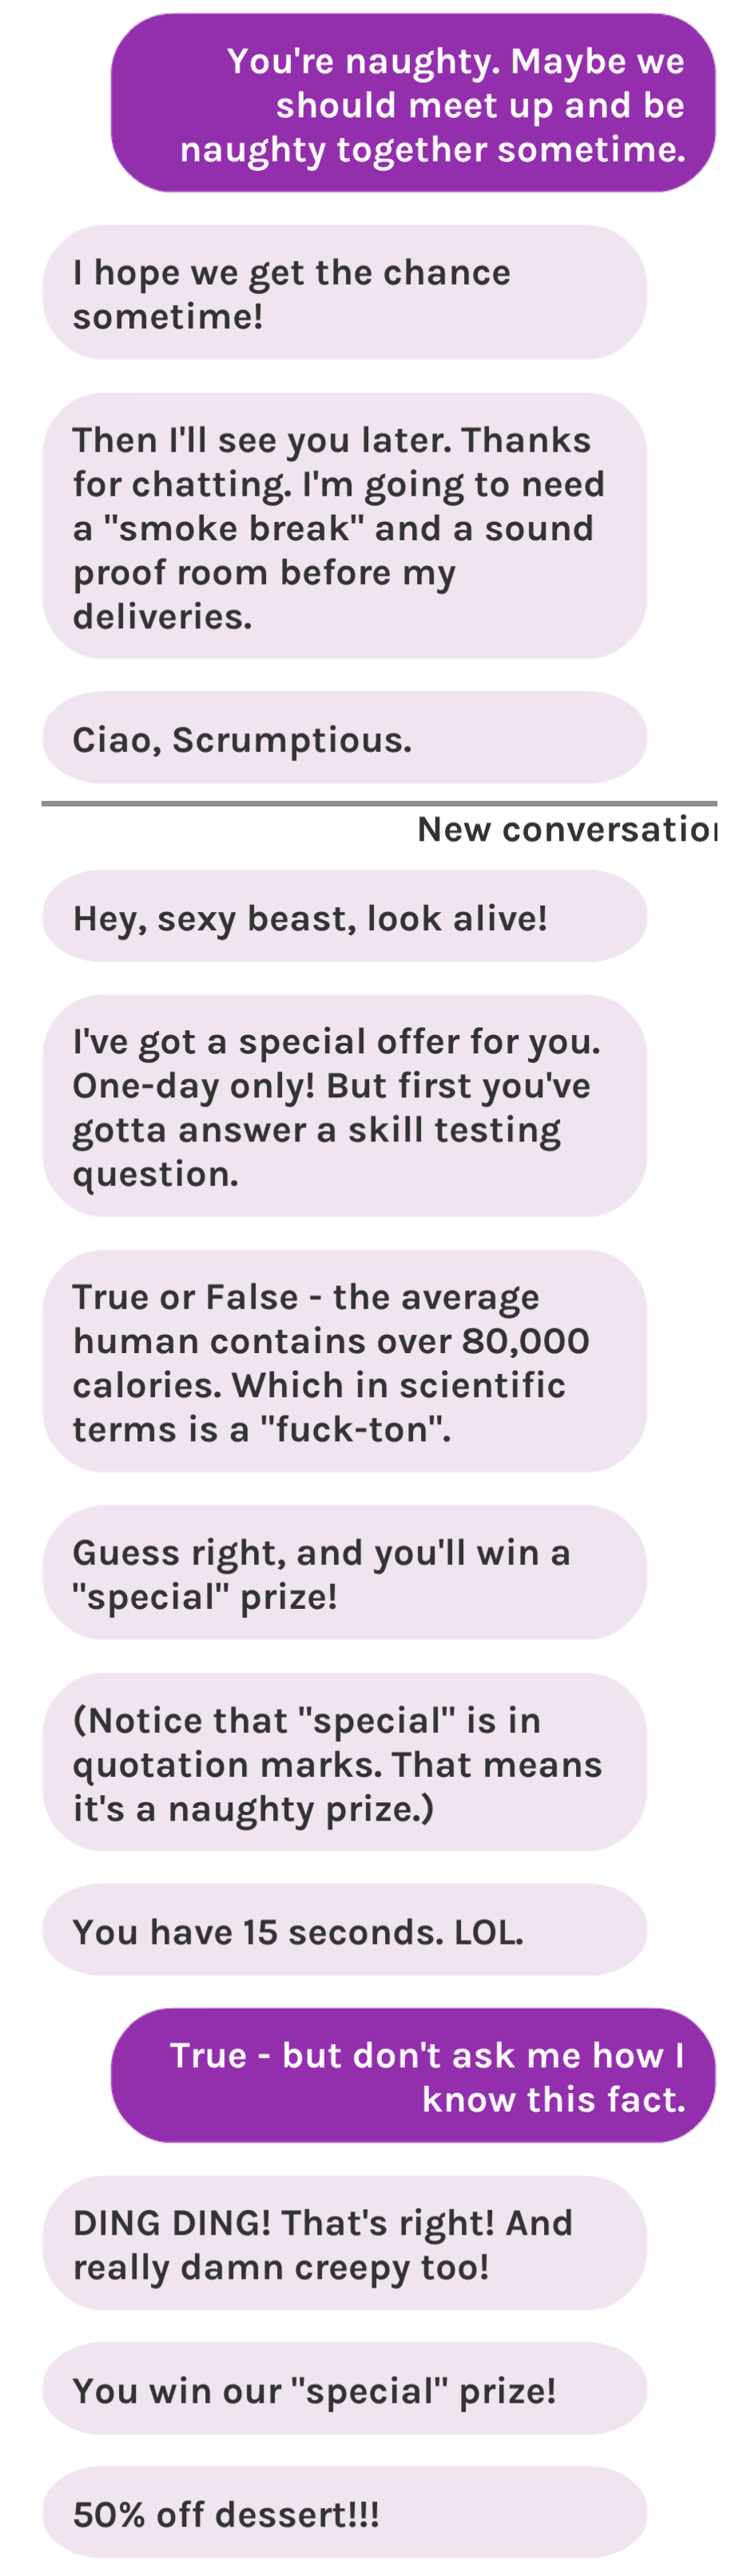 You're naughty. Maybe we
should meet up and be
naughty together sometime.
I hope we get the chance
sometime!
Then I'll see you later. Thanks
for chatting. I'm going to need
a "smoke break" and a sound
proof room before my
deliveries.
Ciao, Scrumptious.
New conversation
Hey, sexy beast, look alive!
I've got a special offer for you.
One-day only! But first you've
gotta answer a skill testing
question.
True or False - the average
human contains over 80,000
calories. Which in scientific
terms is a "fuck-ton".
Guess right, and you'll win a
"special" prize!
(Notice that "special" is in
quotation marks. That means
it's a naughty prize.)
You have 15 seconds. LOL.
True - but don't ask me how I
know this fact.
DING DING! That's right! And
really damn creepy too!
You win our "special" prize!
50% off dessert!!!